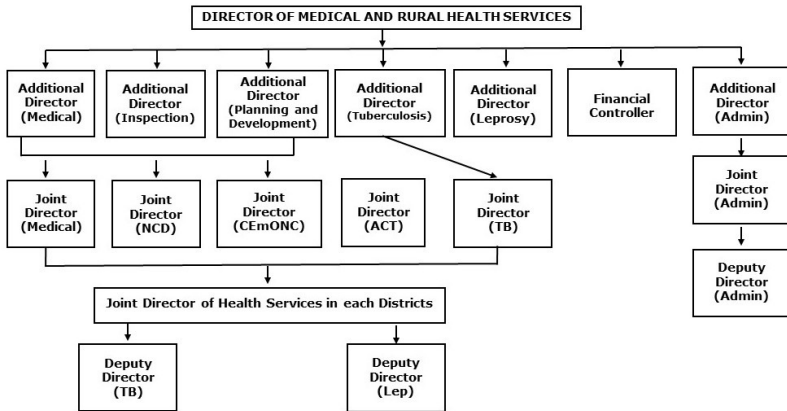 DIRECTOR OF MEDICAL AND RURAL HEALTH SERVICES
Additional
Director
(Medical)
Additional
Director
(Inspection)
Additional
Director
(Planning and
Development)
Additional
Director
(Tuberculosis)
Additional
Director
(Leprosy)
Financial
Controller
Additional
Director
(Admin)
Joint
Director
(Medical)
Joint
Director
(NCD)
Joint
Director
(CEmONC)
Joint
Director
(ACT)
Joint
Director
(TB)
Joint
Director
(Admin)
Deputy
Director
(Admin)
Joint Director of Health Services in each Districts
Deputy
Director
(TB)
Deputy
Director
(Lep)